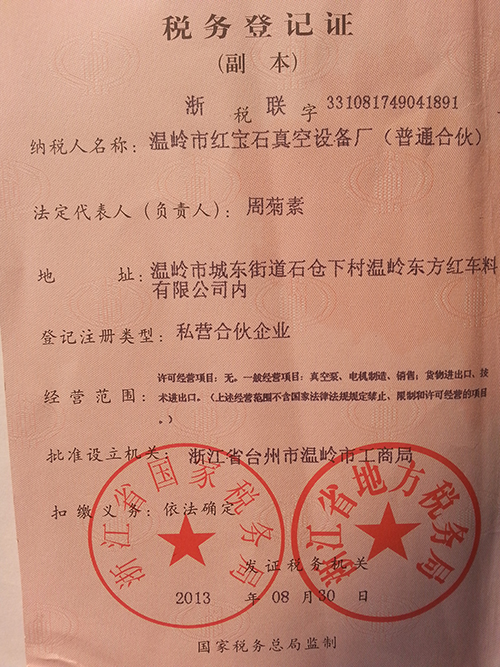 税务登记证
(副 本)
浙 税 联 字 331081749041891
纳税人名称: 温岭市红宝石真空设备厂(普通合伙)
法定代表人(负责人): 周菊素
地 址: 温岭市城东街道石仓下村温岭东方红车料
有限公司内
登记注册类型: 私营合伙企业
许可经营项目:无。一般经营项目:真空泵、电机制造、销售;货物进出口、技
经营范围: 术进出口。(上述经营范围不含国家法律法规规定禁止、限制和许可经营的项目
。)
批准设立机关: 浙江省台州市温岭市工商局
扣缴义务: 依法确定
浙江省国家税务局
浙江省地方税务局
发证税务机关
2013 年 08 月 30 日
国家税务总局监制